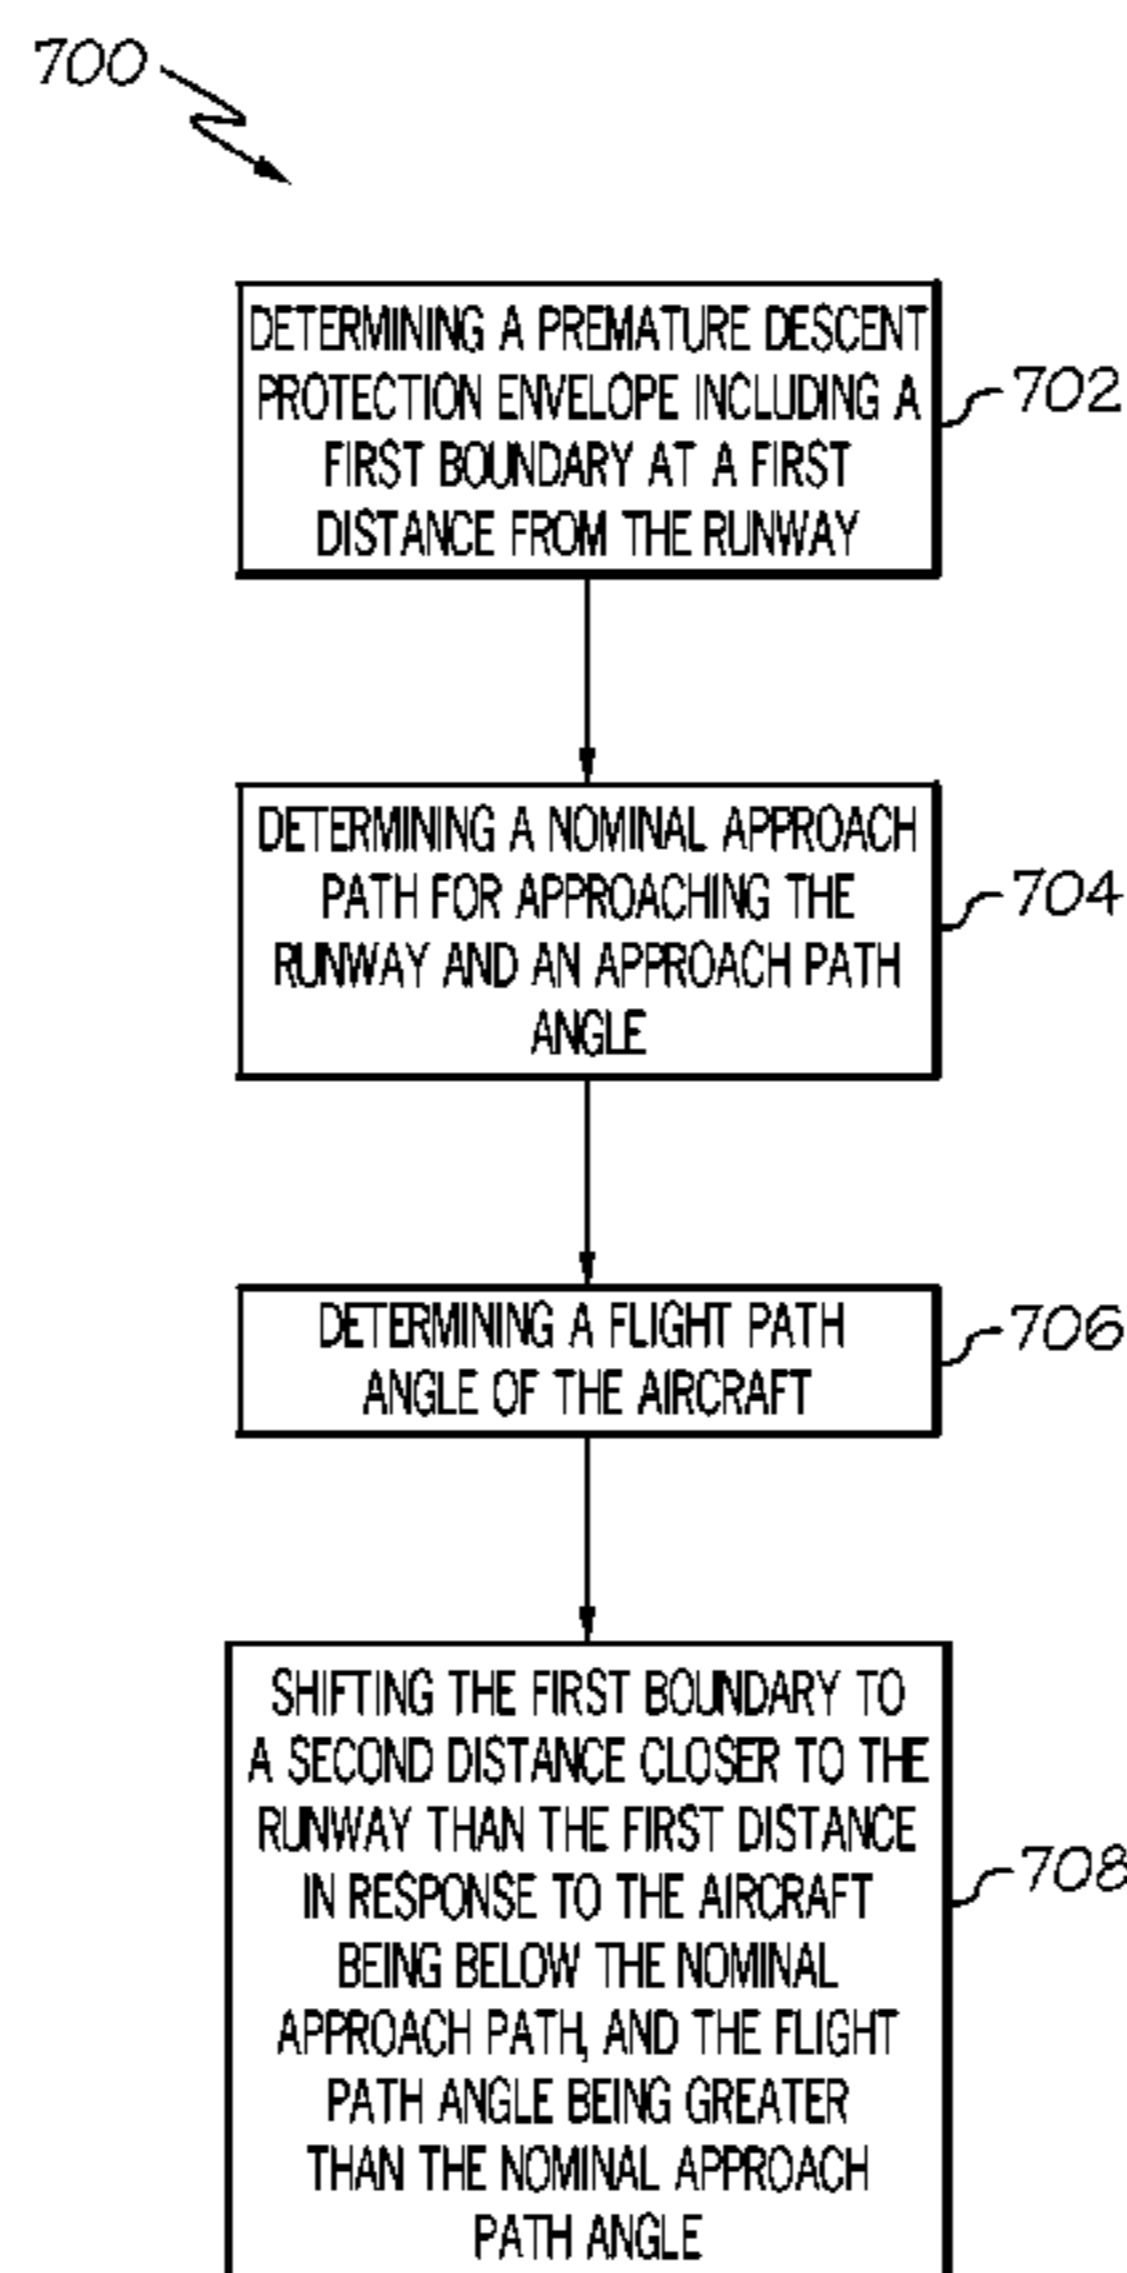 700
DETERMINING A PREMATURE DESCENT
PROTECTION ENVELOPE INCLUDING A
FIRST BOUNDARY AT A FIRST
DISTANCE FROM THE RUNWAY
702
DETERMINING A NOMINAL APPROACH
PATH FOR APPROACHING THE
RUNWAY AND AN APPROACH PATH
ANGLE
704
DETERMINING A FLIGHT PATH
ANGLE OF THE AIRCRAFT
706
SHIFTING THE FIRST BOUNDARY TO
A SECOND DISTANCE CLOSER TO THE
RUNWAY THAN THE FIRST DISTANCE
IN RESPONSE TO THE AIRCRAFT
BEING BELOW THE NOMINAL
APPROACH PATH, AND THE FLIGHT
PATH ANGLE BEING GREATER
THAN THE NOMINAL APPROACH
PATH ANGLE
708